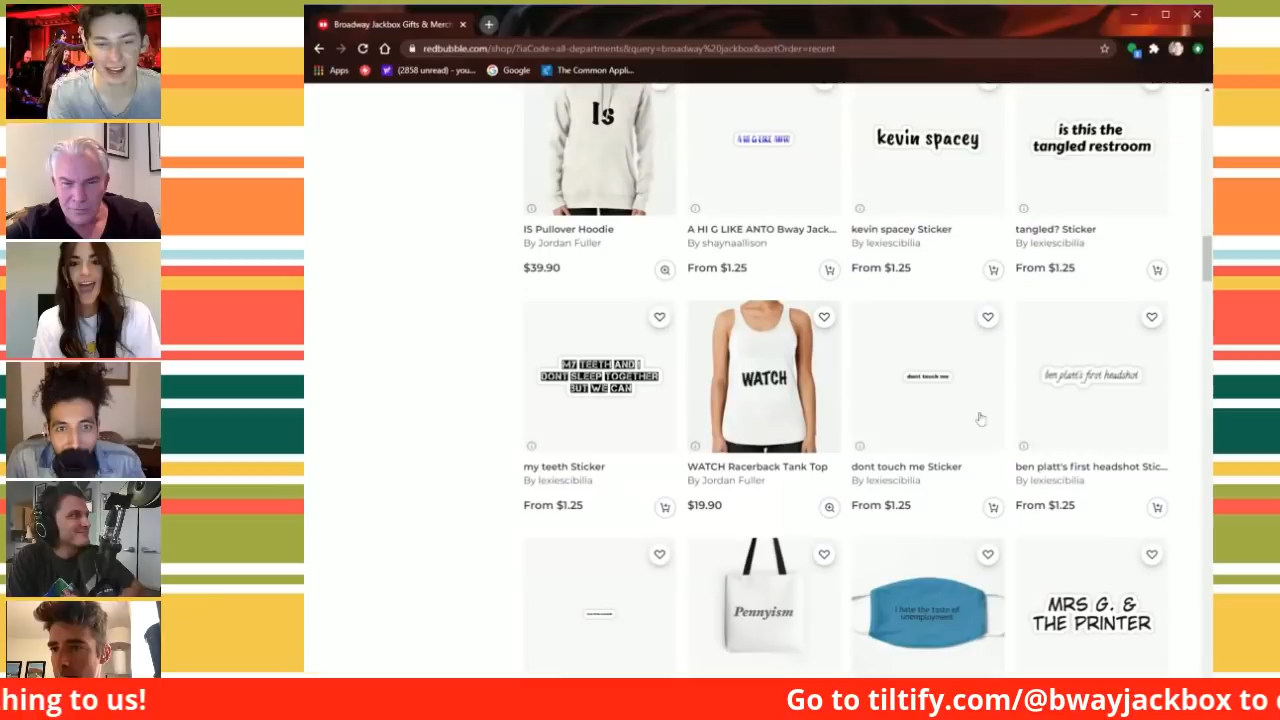 Broadway Jackbox Gifts & Merch
redbubble.com/shop/?iaCode=all-departments&query=broadway%20jackbox&sortOrder=recent
Apps
(2858 unread) - you...
Google
The Common Appli...
Is
A HI G LIKE ANTO
kevin spacey
is this the
tangled restroom
IS Pullover Hoodie
By Jordan Fuller
$39.90
A HI G LIKE ANTO Bway Jack...
By shaynaallison
From $1.25
kevin spacey Sticker
By lexiescibilia
From $1.25
tangled? Sticker
By lexiescibilia
From $1.25
MY TEETH AND I
DONT SLEEP TOGETHER
BUT WE CAN
WATCH
dont touch me
ben platt's first headshot
my teeth Sticker
By lexiescibilia
From $1.25
WATCH Racerback Tank Top
By Jordan Fuller
$19.90
dont touch me Sticker
By lexiescibilia
From $1.25
ben platt's first headshot Stic...
By lexiescibilia
From $1.25
Pennyism
I hate the taste of
unemployment
MRS G. &
THE PRINTER
hing to us!
Go to tiltify.com/@bwayjackbox to